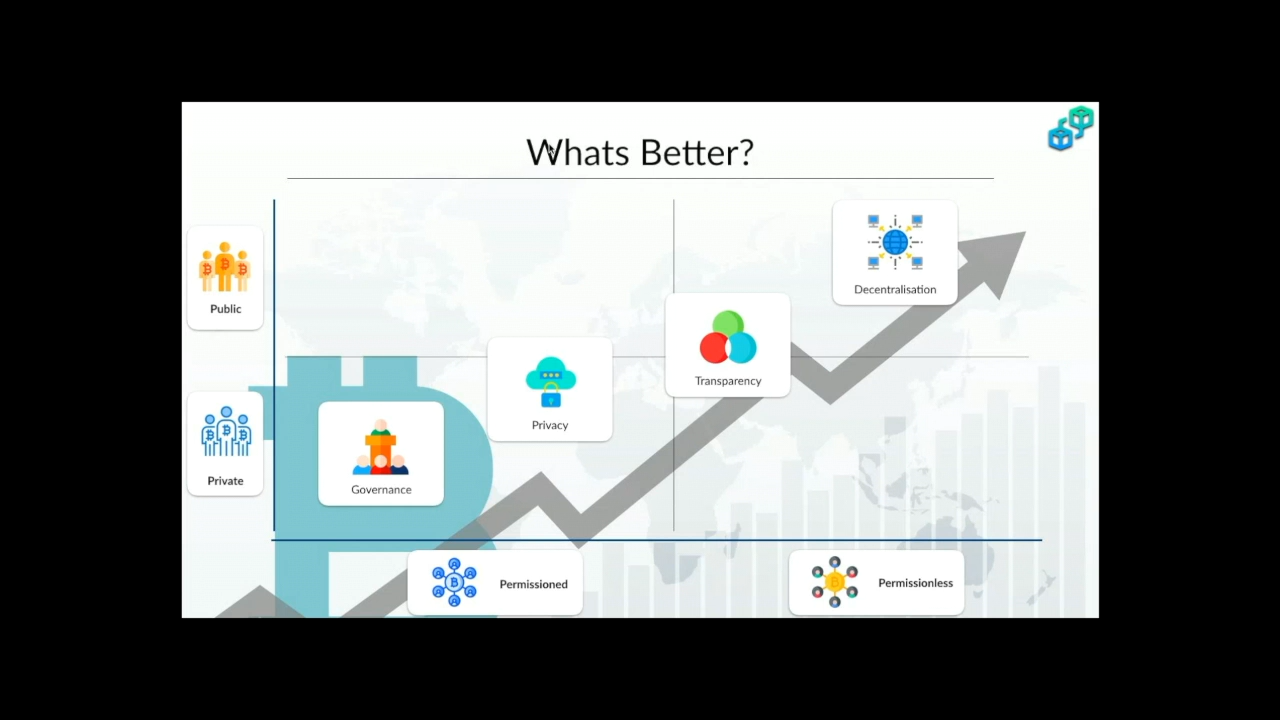 Whats Better?
Public
Decentralisation
Transparency
Privacy
Private
Governance
Permissioned
Permissionless